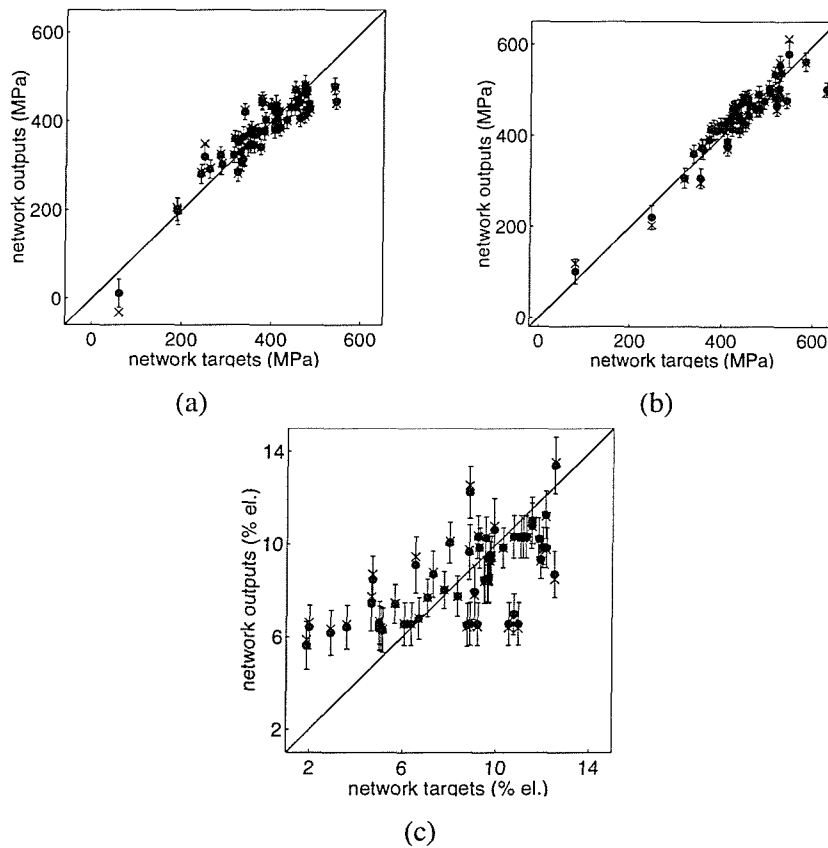 600
400
200
0
network outputs (MPa)
0 200 400 600
network targets (MPa)
(a)
600
400
200
0
network outputs (MPa)
0 200 400 600
network targets (MPa)
(b)
14
10
6
2
network outputs (% el.)
2 6 10 14
network targets (% el.)
(c)